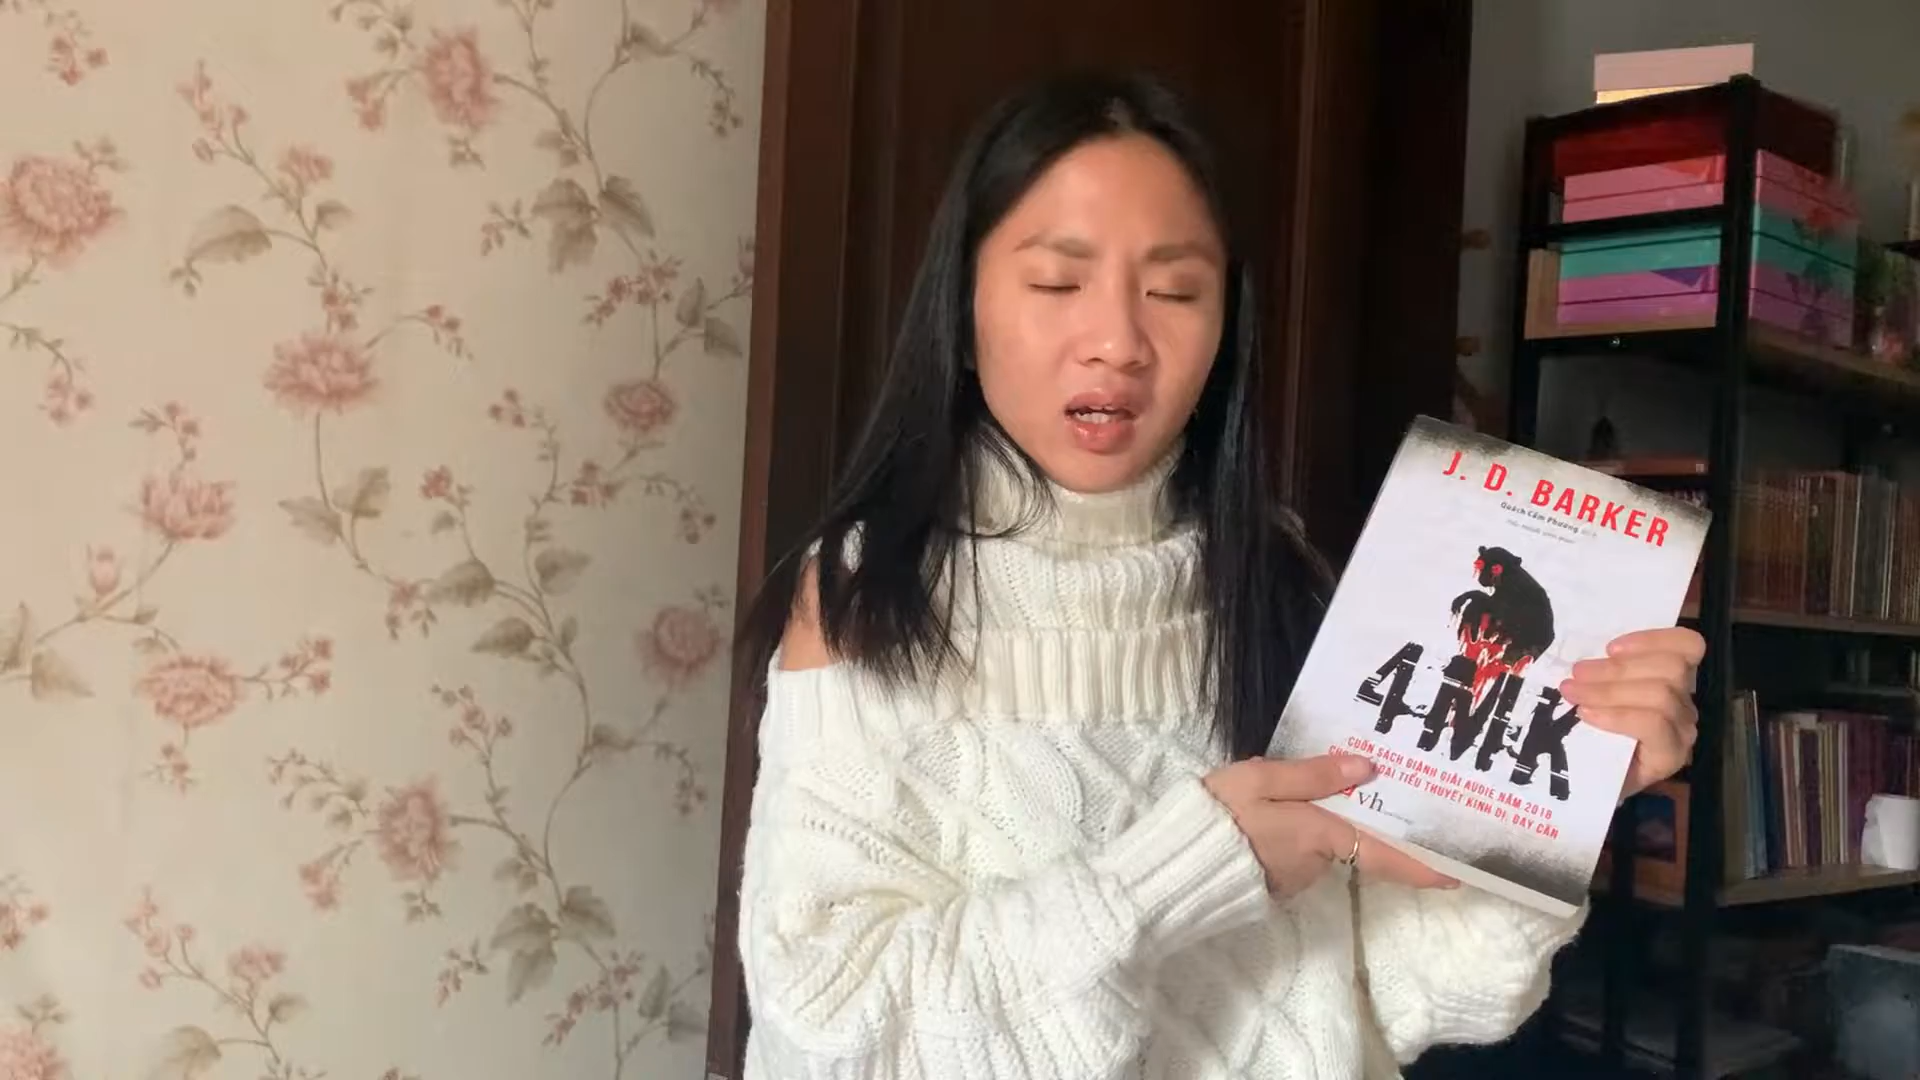 J. D. BARKER
Quách Cẩm Phương
4MK
CUỐN SÁCH GIÀNH GIẢI AUDIE NĂM 2018
ĐẠI TIỂU THUYẾT KINH DỊ, GAY CẤN
vh